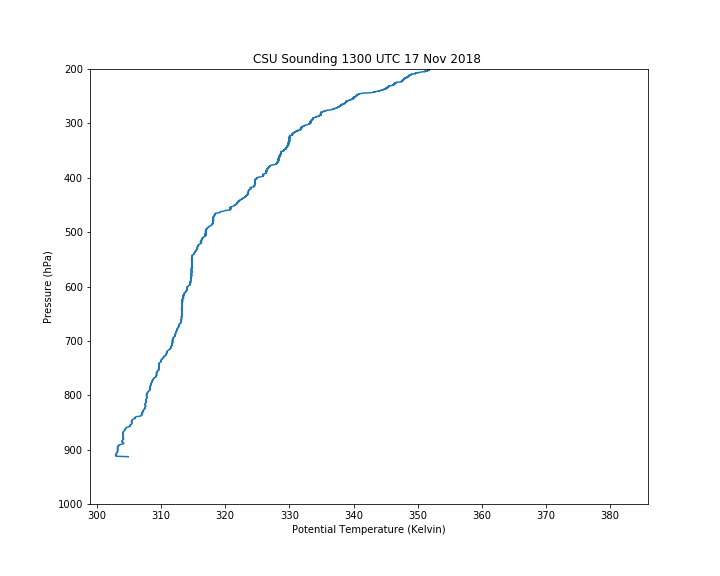 CSU Sounding 1300 UTC 17 Nov 2018
200
300
400
500
600
700
800
900
1000
Pressure (hPa)
300 310 320 330 340 350 360 370 380
Potential Temperature (Kelvin)